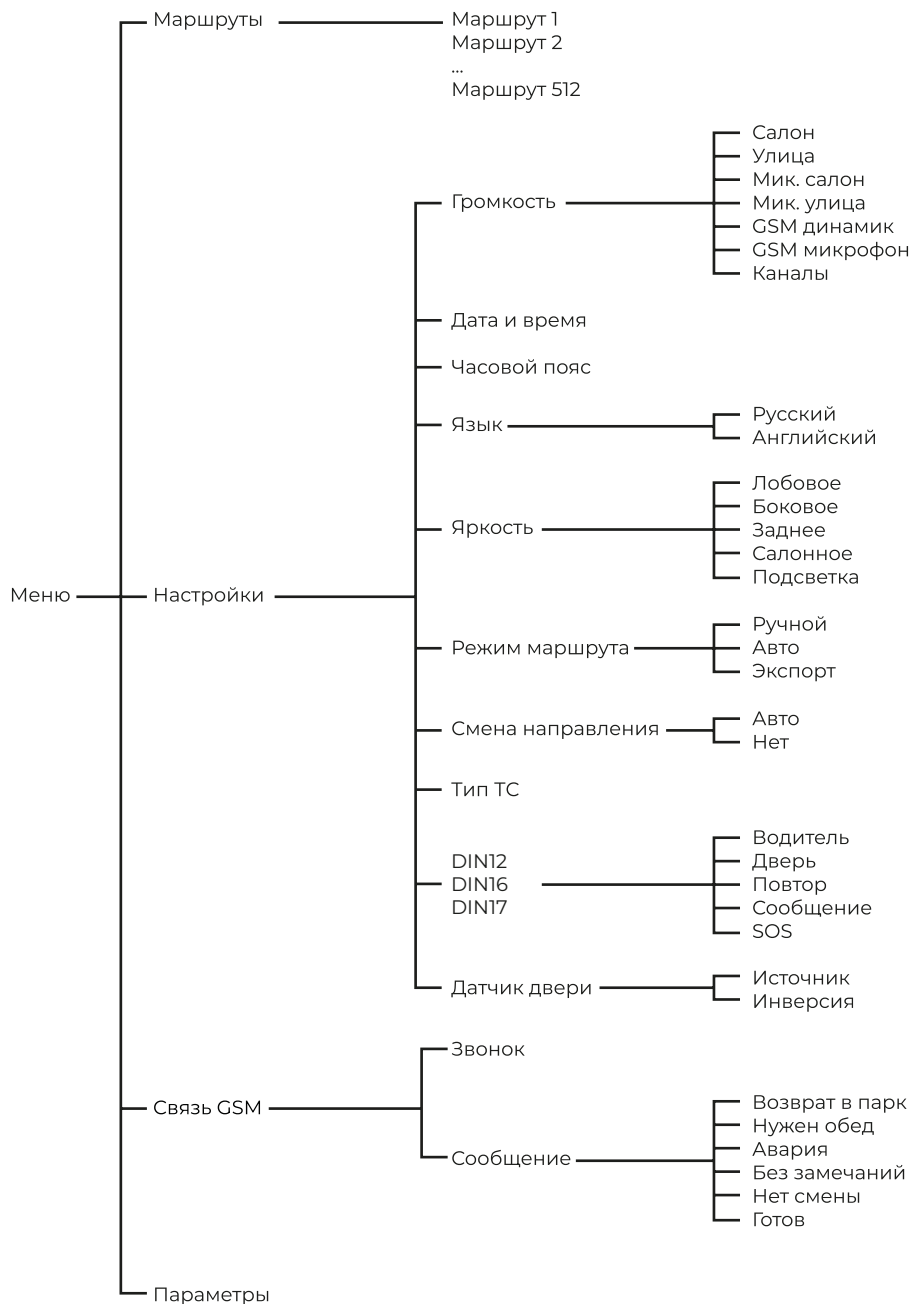 Маршруты
Маршрут 1
Маршрут 2
...
Маршрут 512
Салон
Улица
Мик. салон
Громкость
Мик. улица
GSM динамик
GSM микрофон
Каналы
Дата и время
Часовой пояс
Язык
Русский
Английский
Яркость
Лобовое
Боковое
Заднее
Салонное
Подсветка
Меню
Настройки
Режим маршрута
Ручной
Авто
Экспорт
Смена направления
Авто
Нет
Тип ТС
DIN12
DIN16
DIN17
Водитель
Дверь
Повтор
Сообщение
SOS
Датчик двери
Источник
Инверсия
Связь GSM
Звонок
Сообщение
Возврат в парк
Нужен обед
Авария
Без замечаний
Нет смены
Готов
Параметры